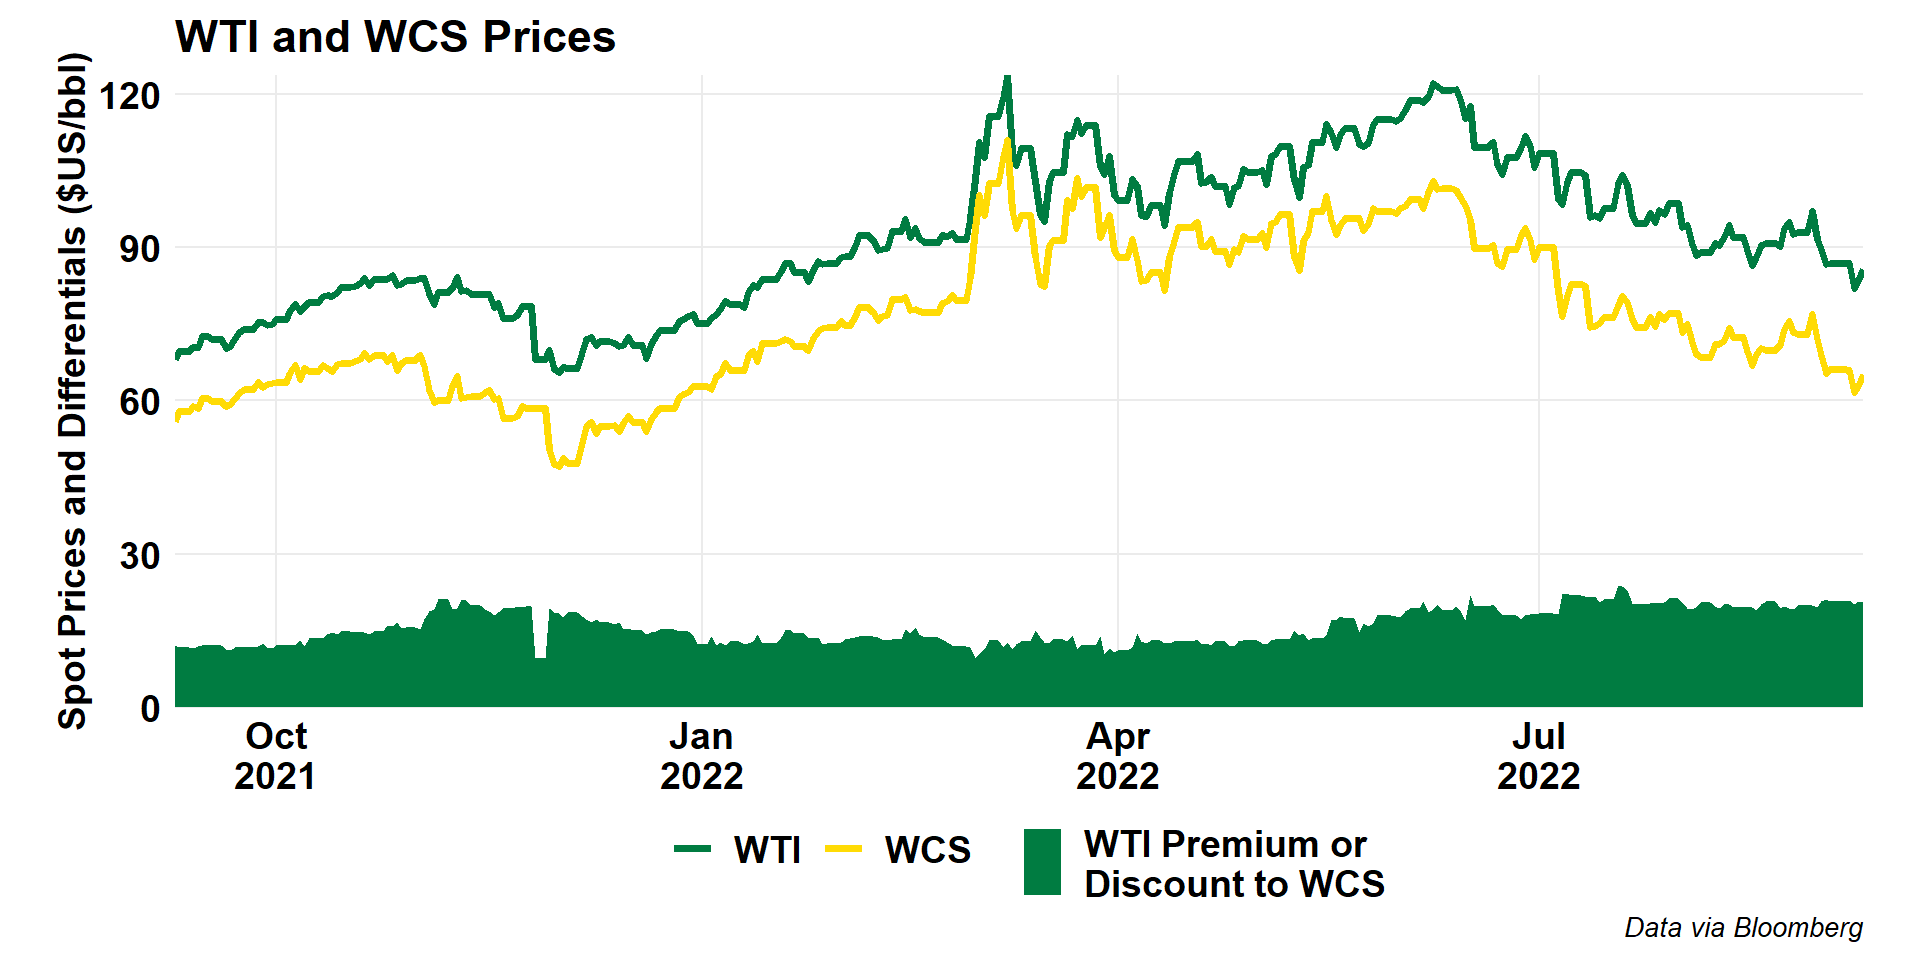 WTI and WCS Prices
Spot Prices and Differentials ($US/bbl)
120
90
60
30
0
Oct
2021
Jan
2022
Apr
2022
Jul
2022
WTI
WCS
WTI Premium or
Discount to WCS
Data via Bloomberg